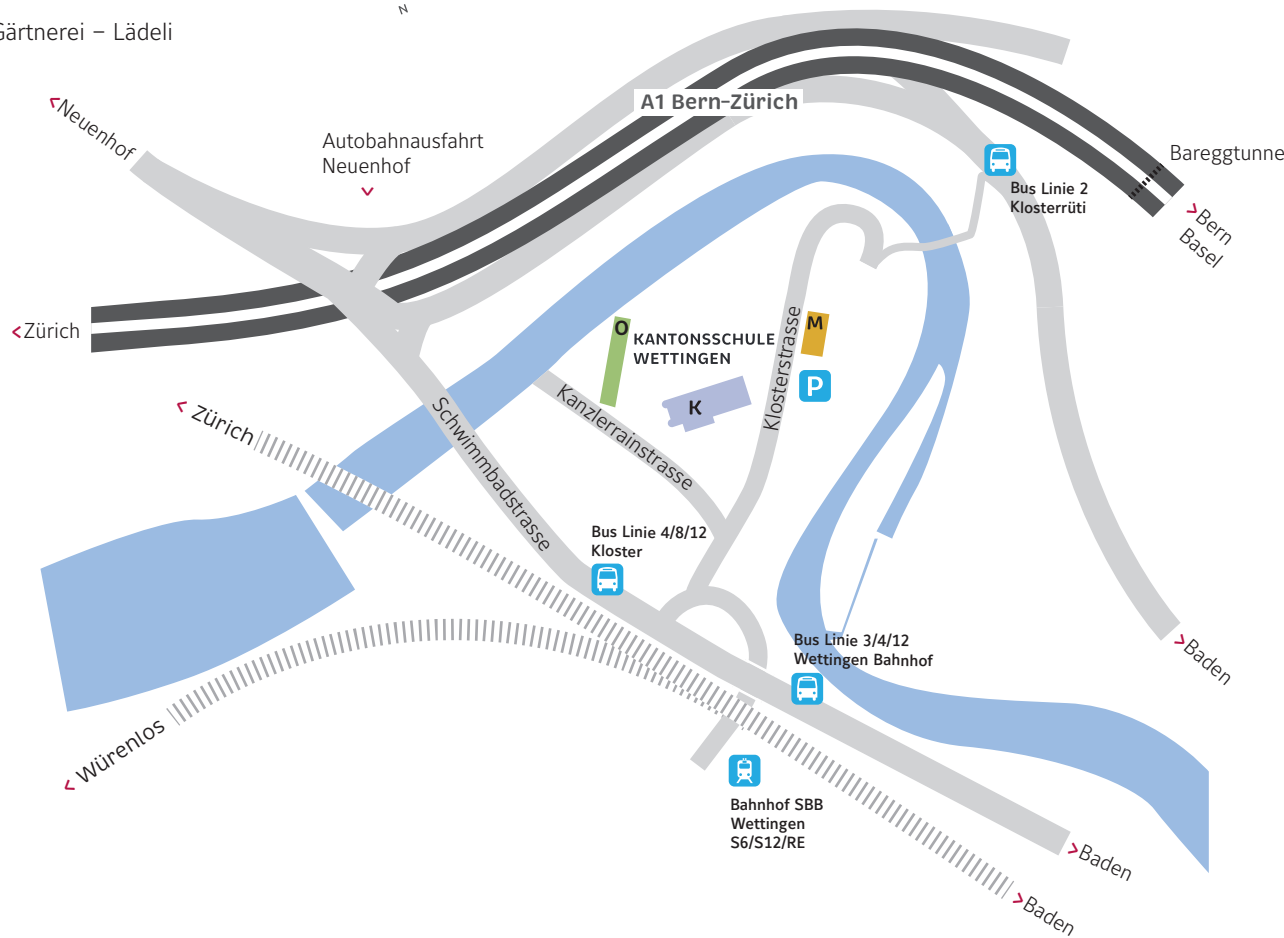 N
Gärtnerei – Lädeli
A1 Bern–Zürich
<Neuenhof
Autobahnausfahrt
Neuenhof
Bareggtunne
Bus Linie 2
Klosterrüti
>Bern
Basel
<Zürich
O
KANTONSSCHULE
WETTINGEN
M
P
K
Klosterstrasse
Kanzlerrainstrasse
Schwimmbadstrasse
< Zürich
Bus Linie 4/8/12
Kloster
Bus Linie 3/4/12
Wettingen Bahnhof
>Baden
< Würenlos
Bahnhof SBB
Wettingen
S6/S12/RE
>Baden
>Baden